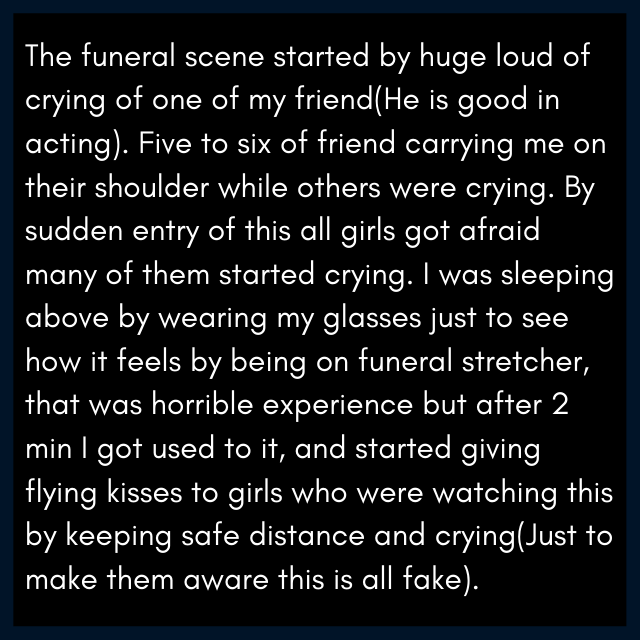 The funeral scene started by huge loud of
crying of one of my friend(He is good in
acting). Five to six of friend carrying me on
their shoulder while others were crying. By
sudden entry of this all girls got afraid
many of them started crying. I was sleeping
above by wearing my glasses just to see
how it feels by being on funeral stretcher,
that was horrible experience but after 2
min I got used to it, and started giving
flying kisses to girls who were watching this
by keeping safe distance and crying(Just to
make them aware this is all fake).